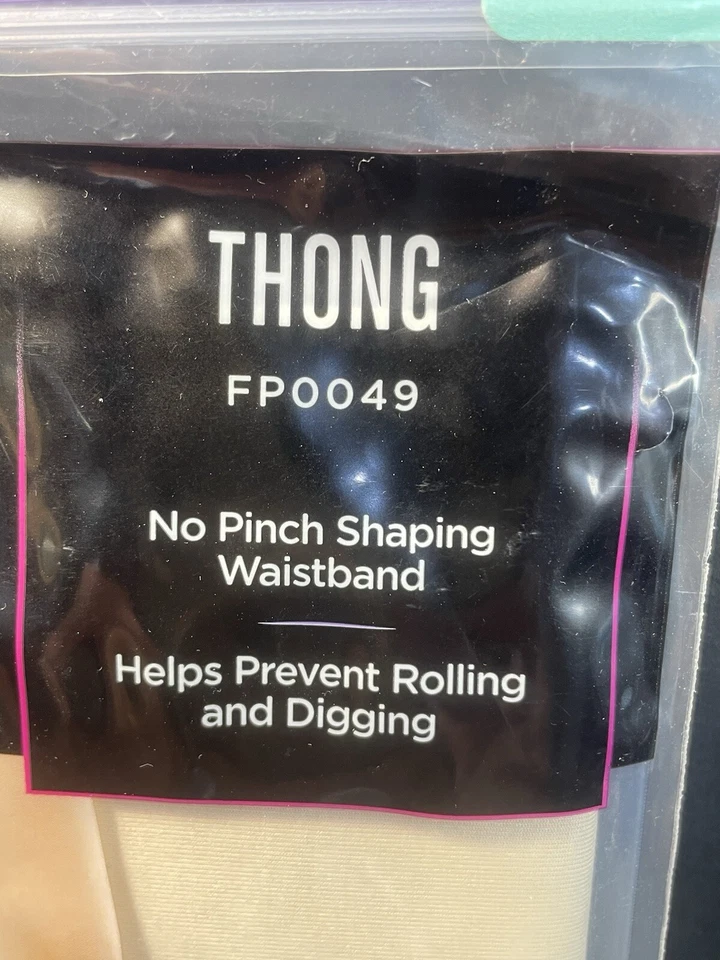 THONG
FP0049
No Pinch Shaping
Waistband
Helps Prevent Rolling
and Digging